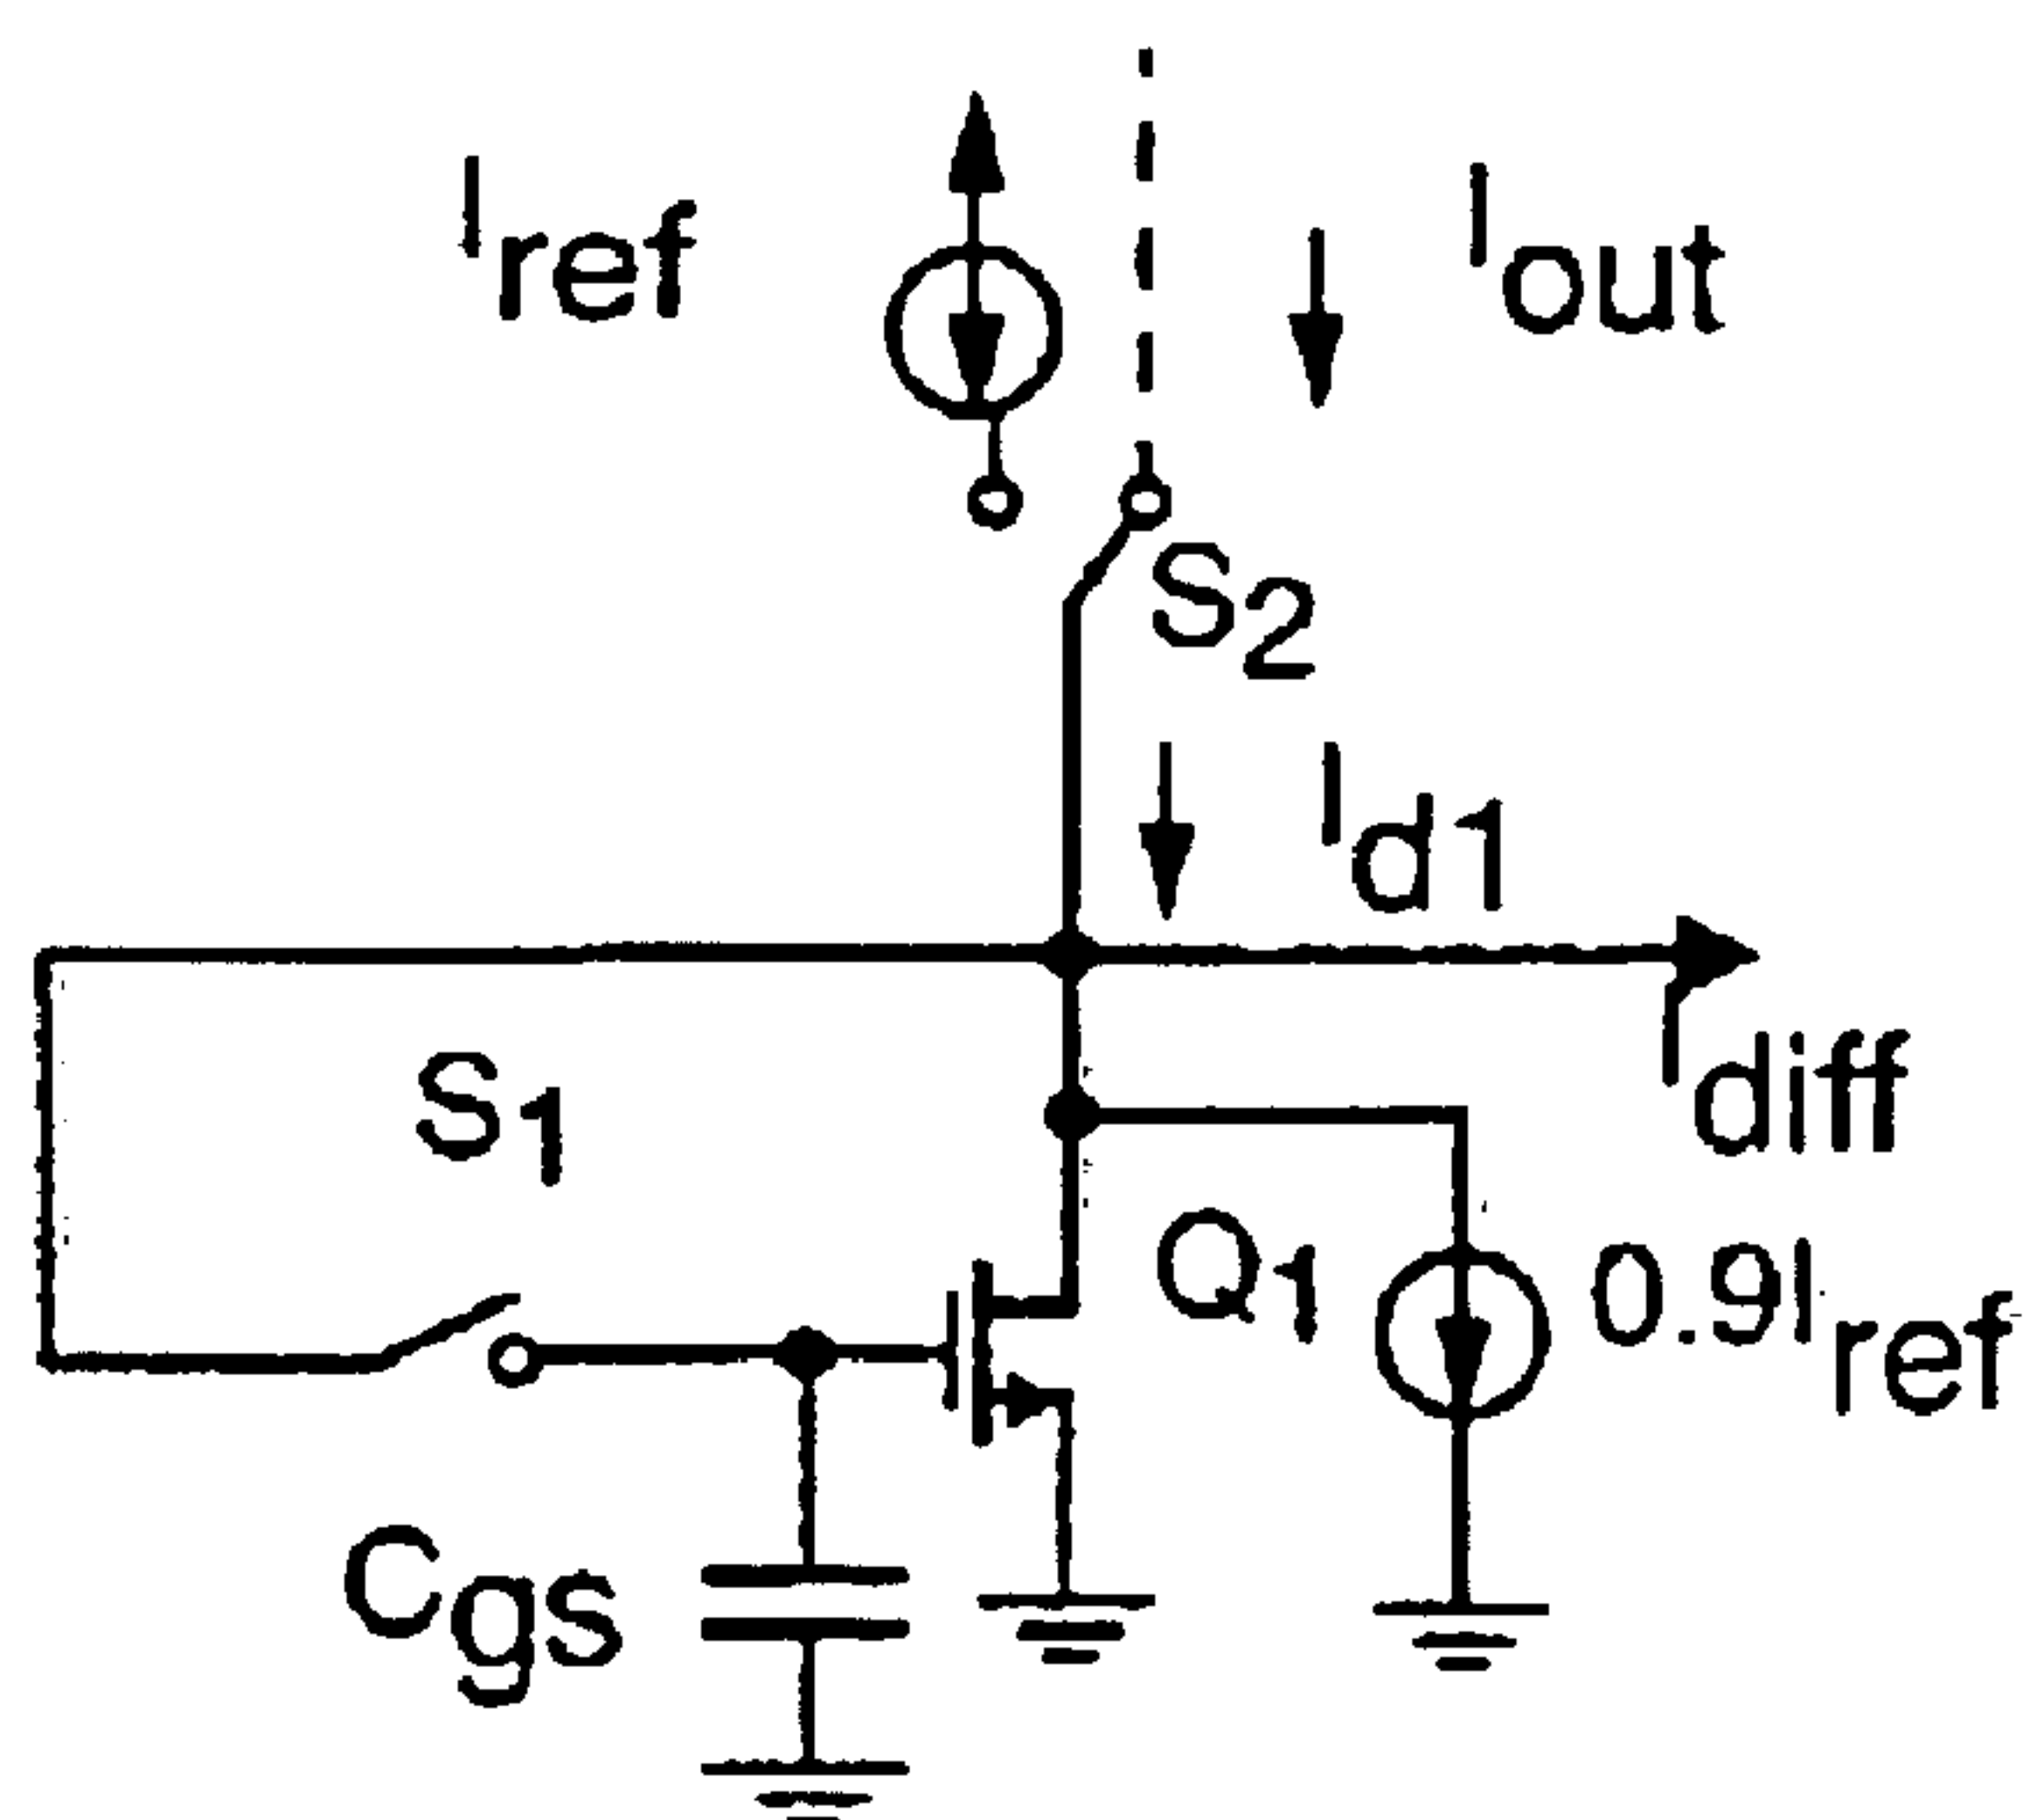 Iref
Iout
S2
Id1
Idiff
S1
Q1
0.9Iref
Cgs